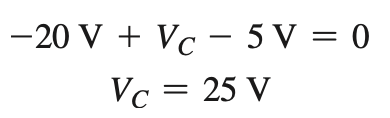 −20 V + V_C − 5 V = 0
V_C = 25 V